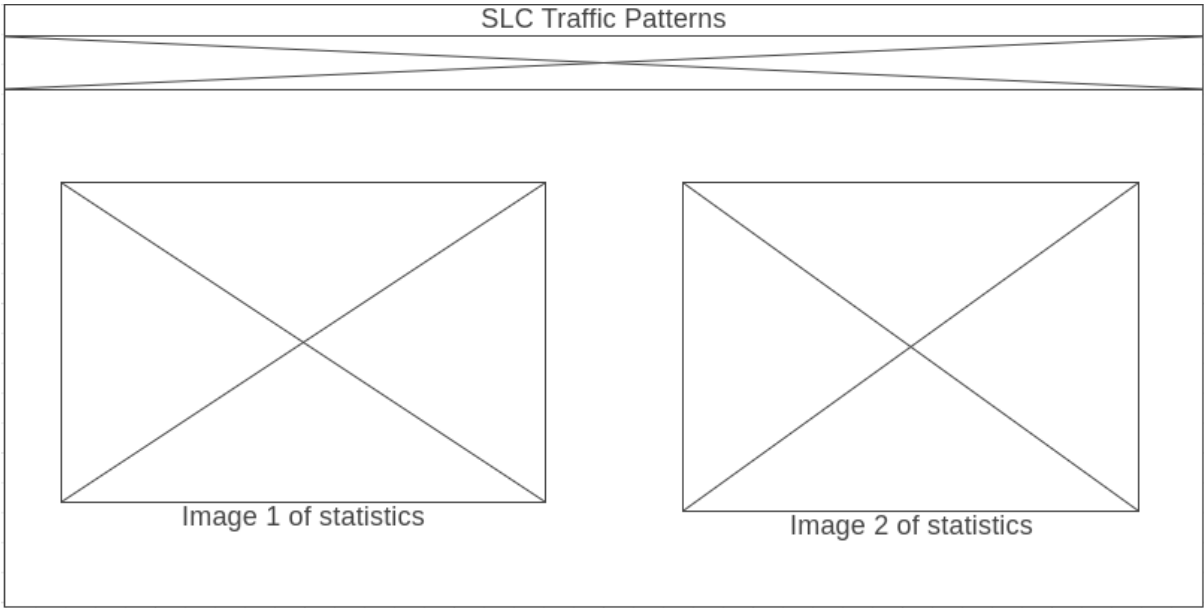 SLC Traffic Patterns
Image 1 of statistics
Image 2 of statistics